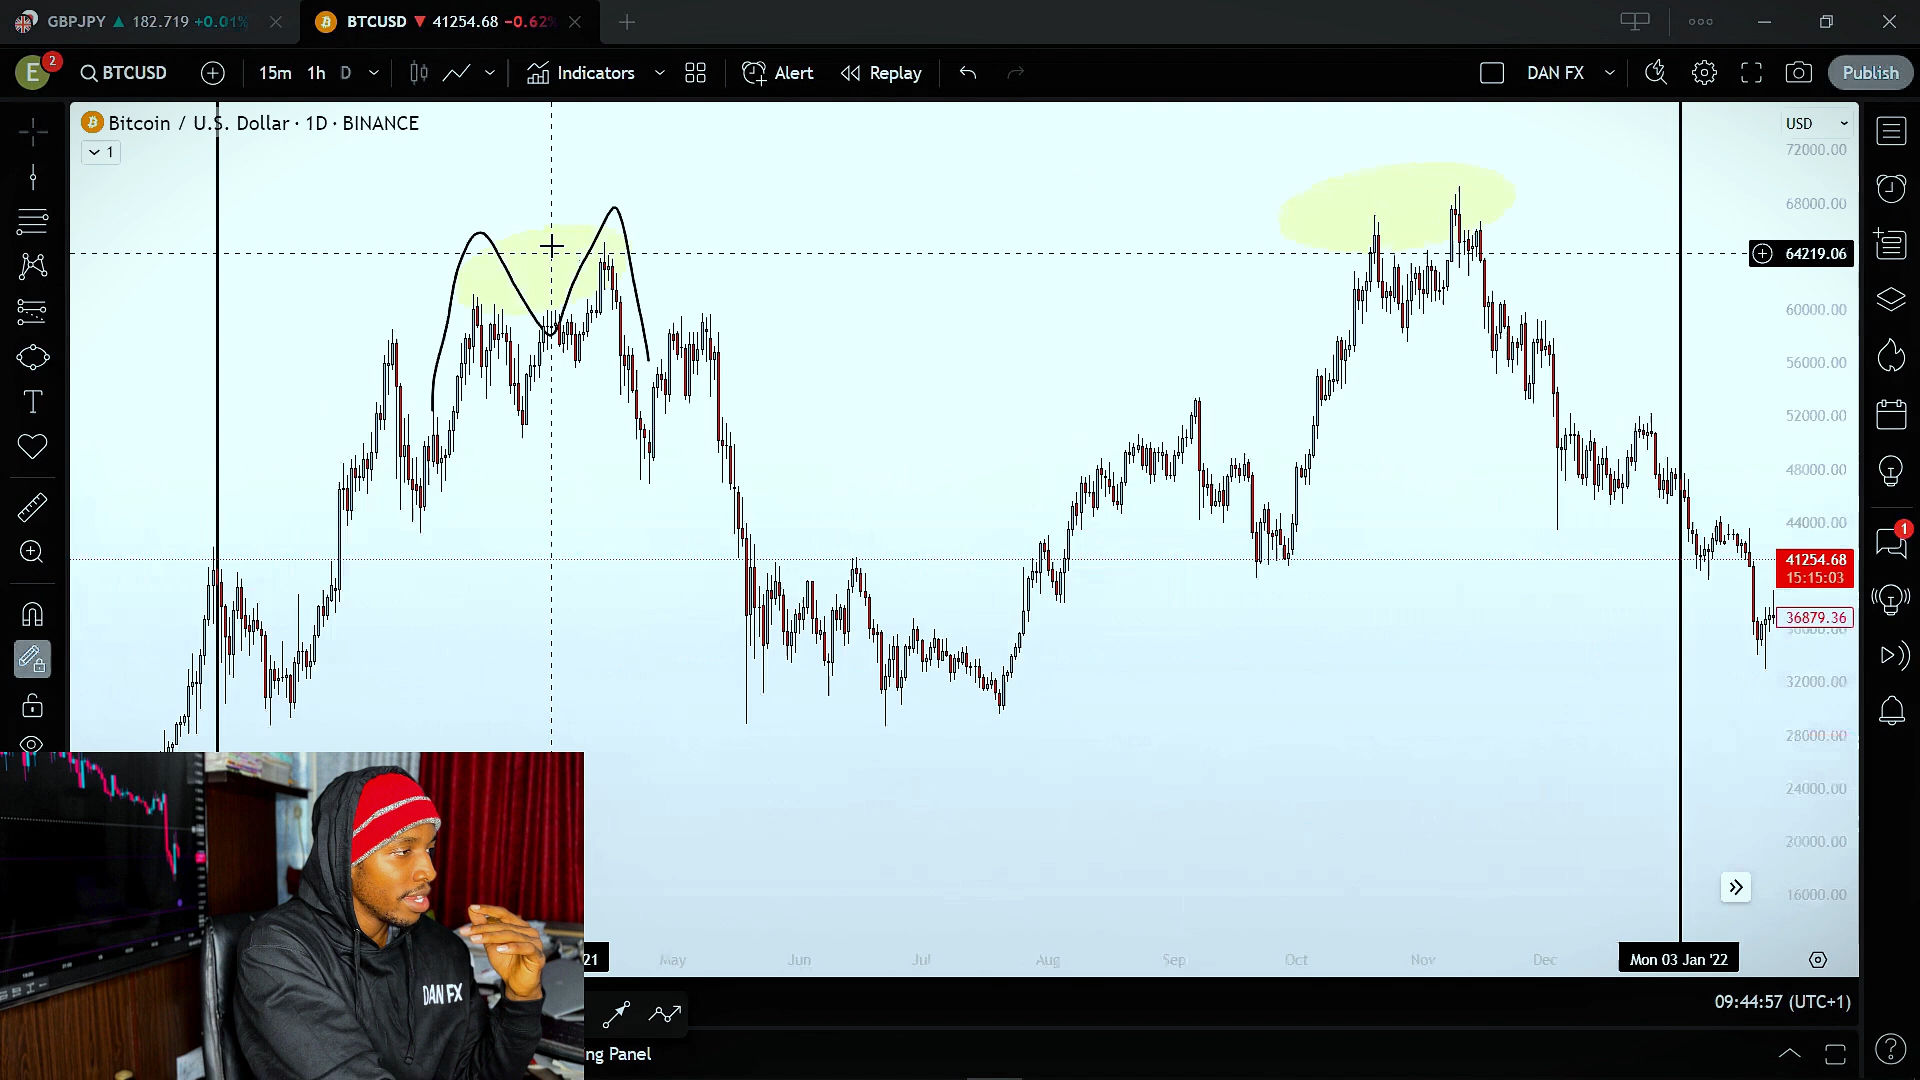 GBPJPY 182.719 +0.01%
BTCUSD 41254.68 −0.62%
E 2 BTCUSD 15m 1h D Indicators Alert Replay DAN FX Publish
Bitcoin / U.S. Dollar · 1D · BINANCE
1
USD
72000.00
68000.00
64219.06
60000.00
56000.00
52000.00
48000.00
44000.00
41254.68
15:15:03
36879.36
36000.00
32000.00
28000.00
24000.00
20000.00
16000.00
1
21 May Jun Jul Aug Sep Oct Nov Dec Mon 03 Jan '22
09:44:57 (UTC+1)
ng Panel
DAN FX